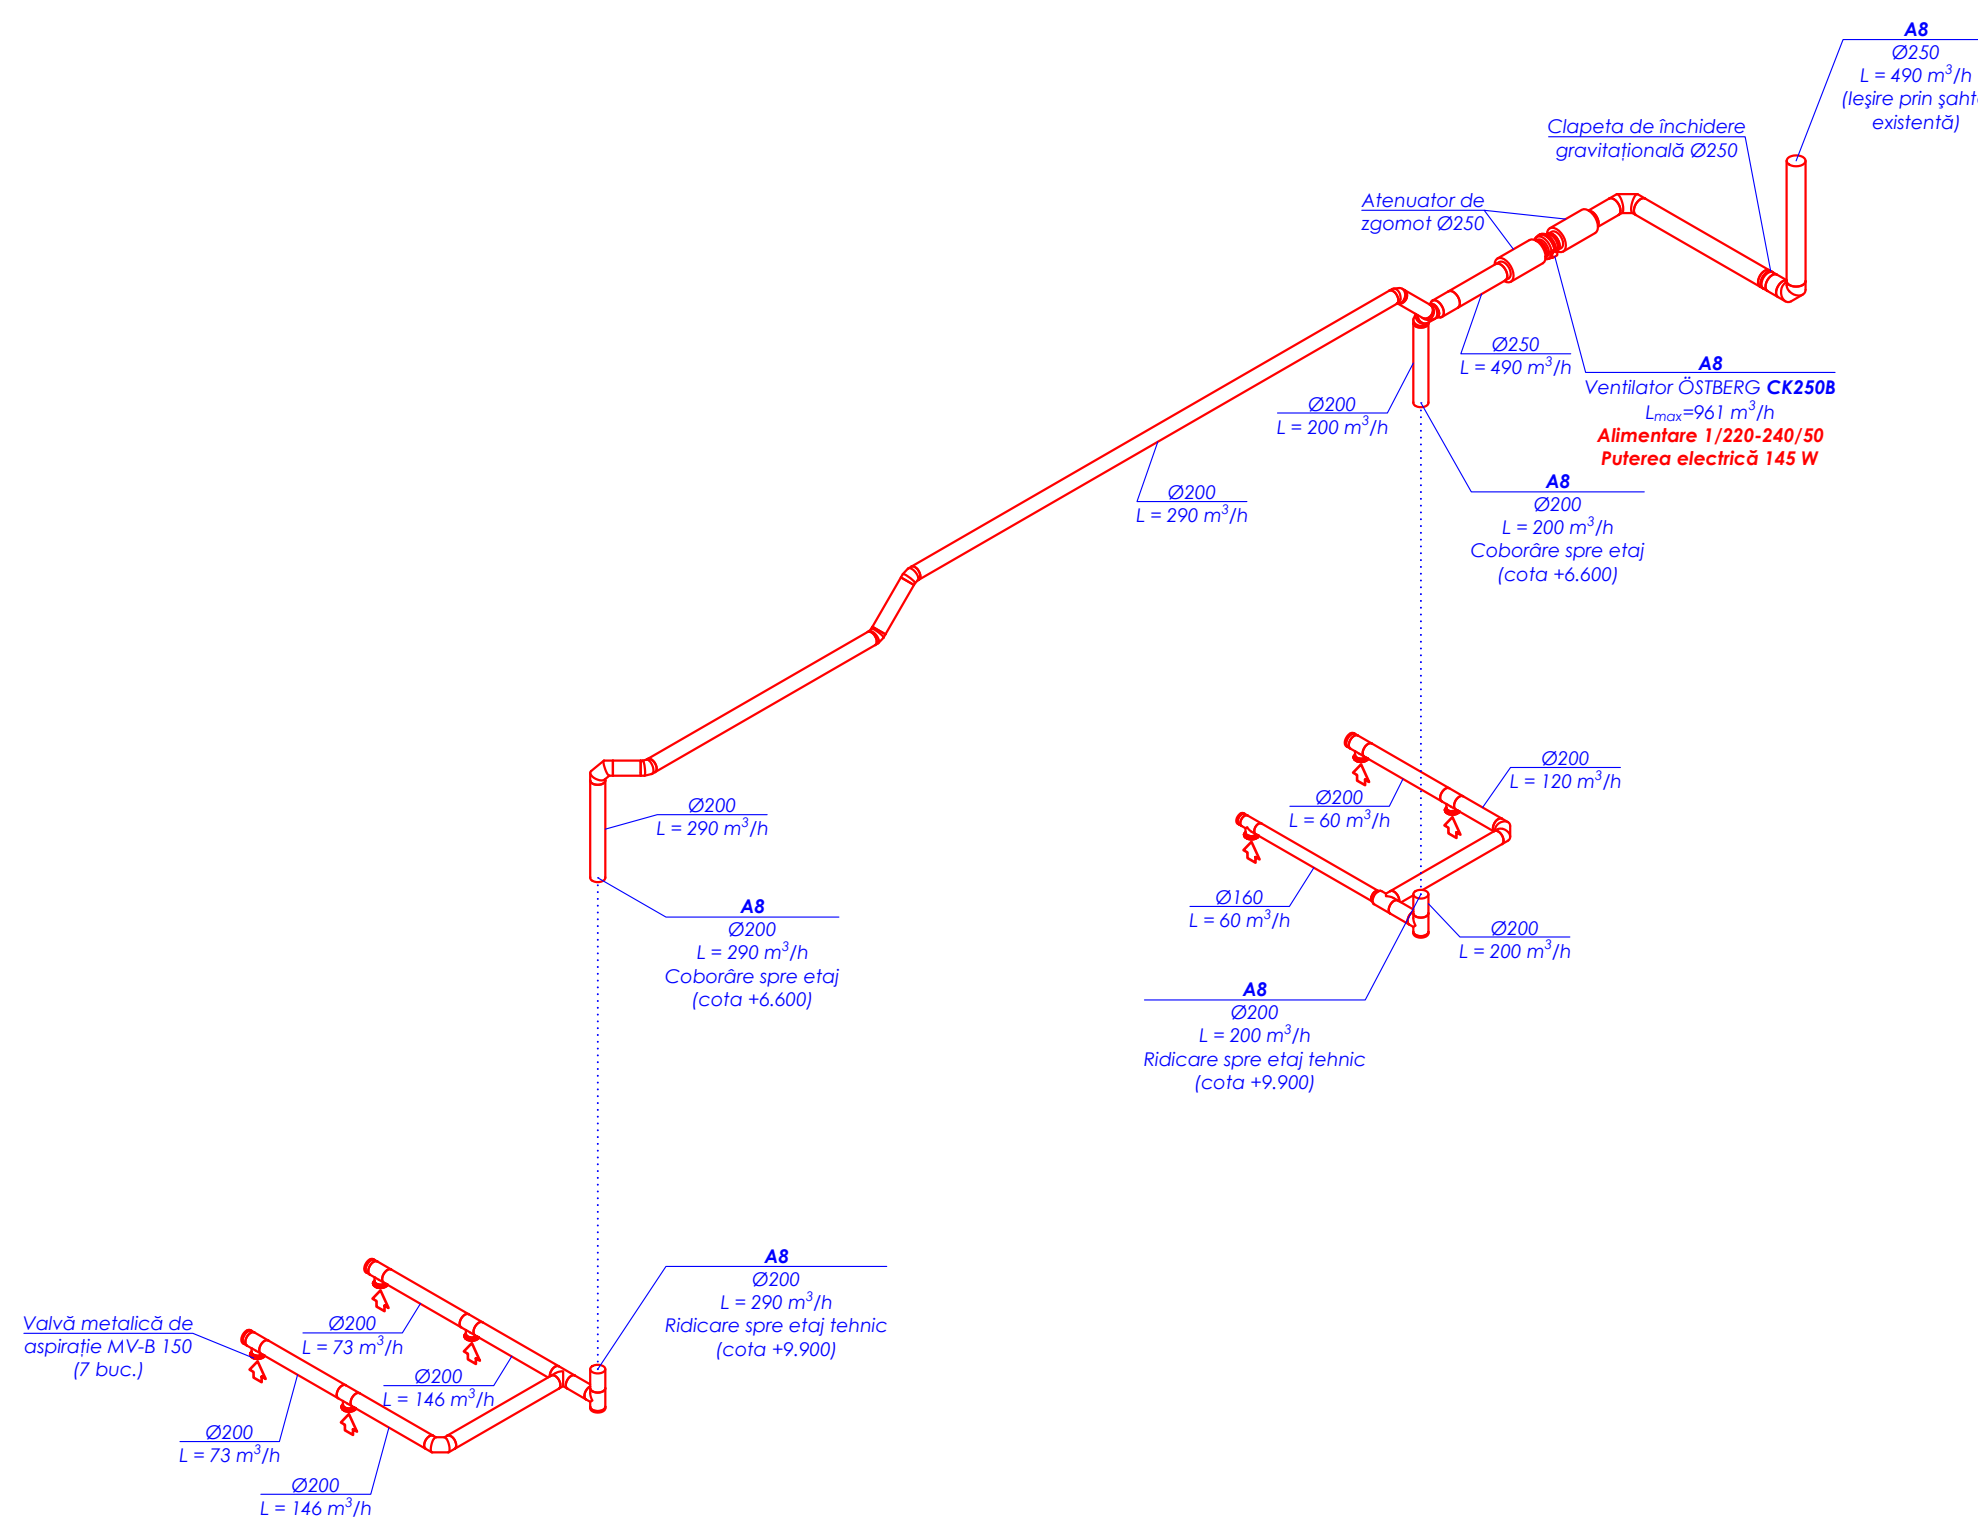 A8
Ø250
L = 490 m³/h
(Ieşire prin şaht
existentă)
Clapeta de închidere
gravitațională Ø250
Atenuator de
zgomot Ø250
Ø250
L = 490 m³/h
A8
Ventilator ÖSTBERG CK250B
Lmax=961 m³/h
Alimentare 1/220-240/50
Puterea electrică 145 W
Ø200
L = 200 m³/h
A8
Ø200
L = 200 m³/h
Coborâre spre etaj
(cota +6.600)
Ø200
L = 290 m³/h
Ø200
L = 290 m³/h
A8
Ø200
L = 290 m³/h
Coborâre spre etaj
(cota +6.600)
Ø200
L = 120 m³/h
Ø200
L = 60 m³/h
Ø160
L = 60 m³/h
Ø200
L = 200 m³/h
A8
Ø200
L = 200 m³/h
Ridicare spre etaj tehnic
(cota +9.900)
A8
Ø200
L = 290 m³/h
Ridicare spre etaj tehnic
(cota +9.900)
Valvă metalică de
aspirație MV-B 150
(7 buc.)
Ø200
L = 73 m³/h
Ø200
L = 146 m³/h
Ø200
L = 73 m³/h
Ø200
L = 146 m³/h